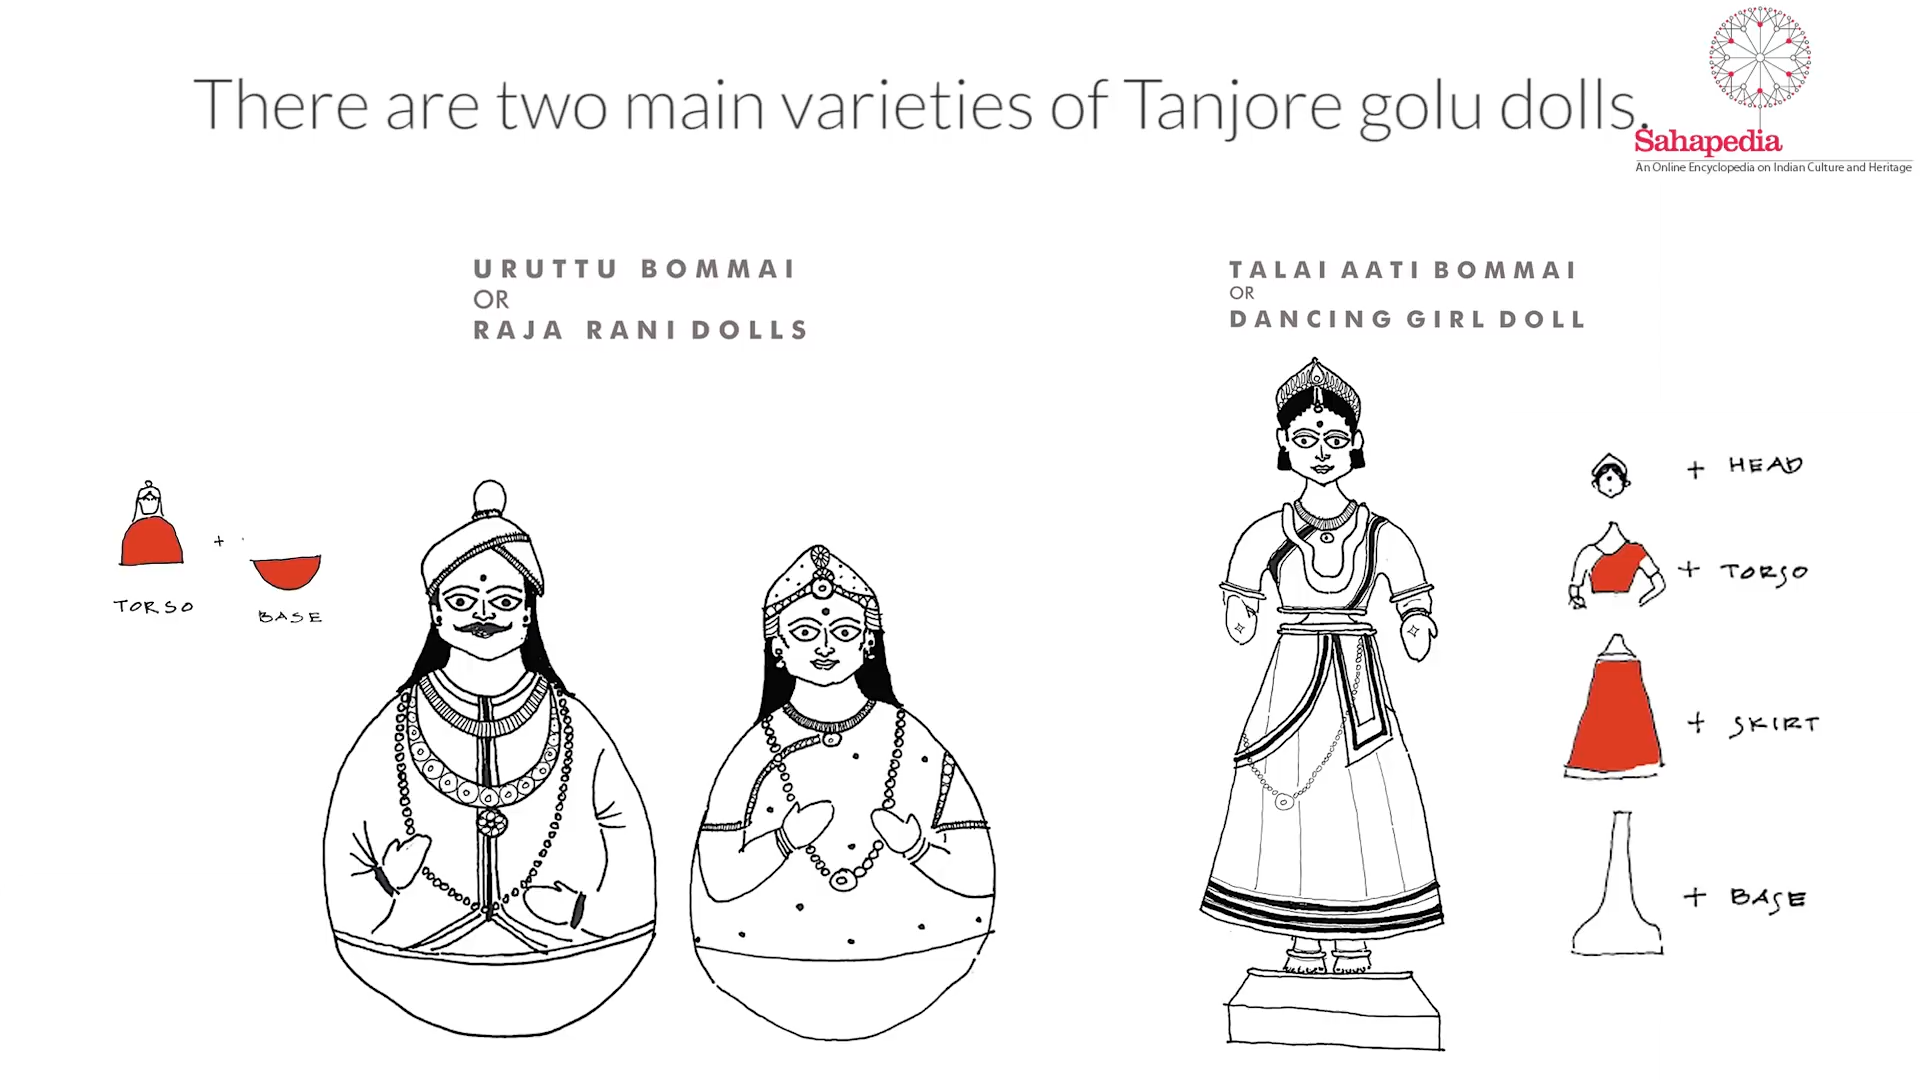 There are two main varieties of Tanjore golu dolls.
Sahapedia
An Online Encyclopedia on Indian Culture and Heritage
URUTTU BOMMAI
OR
RAJA RANI DOLLS
TORSO
+
BASE
TALAI AATI BOMMAI
OR
DANCING GIRL DOLL
+ HEAD
+ TORSO
+ SKIRT
+ BASE